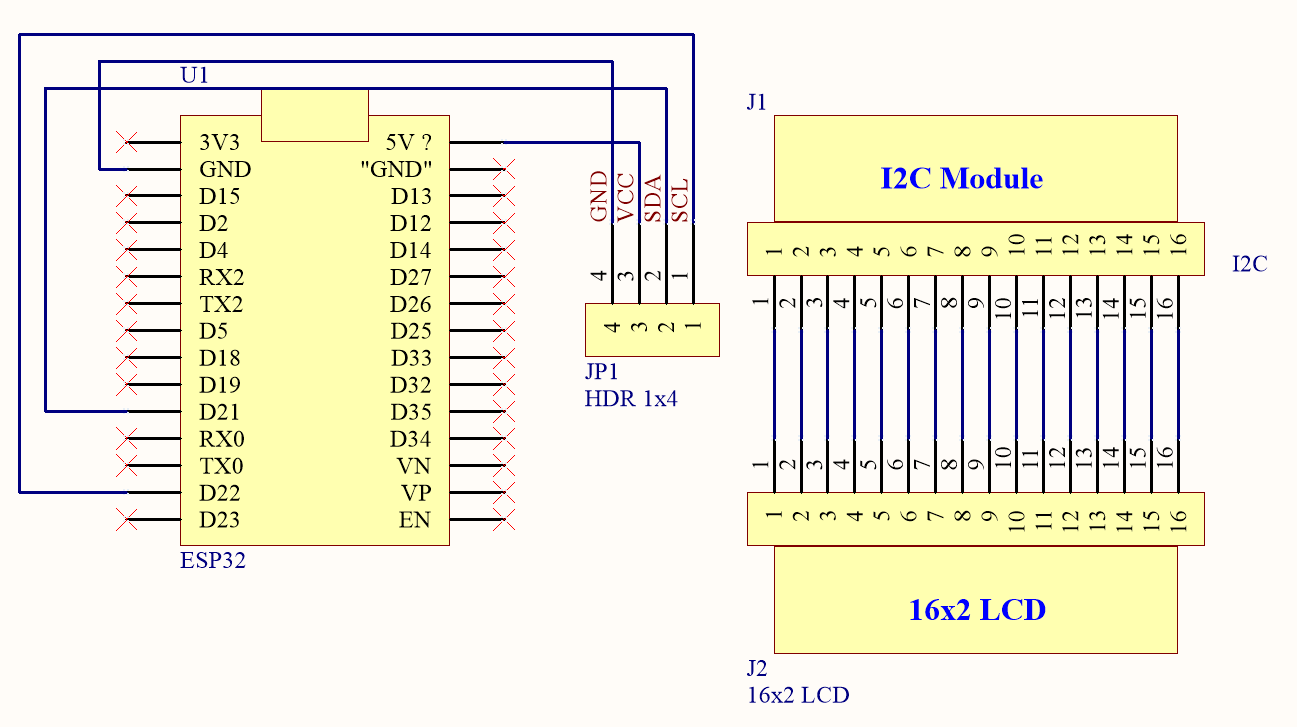 U1
3V3 5V ?
GND "GND"
D15 D13
D2 D12
D4 D14
RX2 D27
TX2 D26
D5 D25
D18 D33
D19 D32
D21 D35
RX0 D34
TX0 VN
D22 VP
D23 EN
ESP32
GND VCC SDA SCL
4 3 2 1
4 3 2 1
JP1
HDR 1x4
J1
I2C Module
1 2 3 4 5 6 7 8 9 10 11 12 13 14 15 16
I2C
1 2 3 4 5 6 7 8 9 10 11 12 13 14 15 16
1 2 3 4 5 6 7 8 9 10 11 12 13 14 15 16
1 2 3 4 5 6 7 8 9 10 11 12 13 14 15 16
16x2 LCD
J2
16x2 LCD